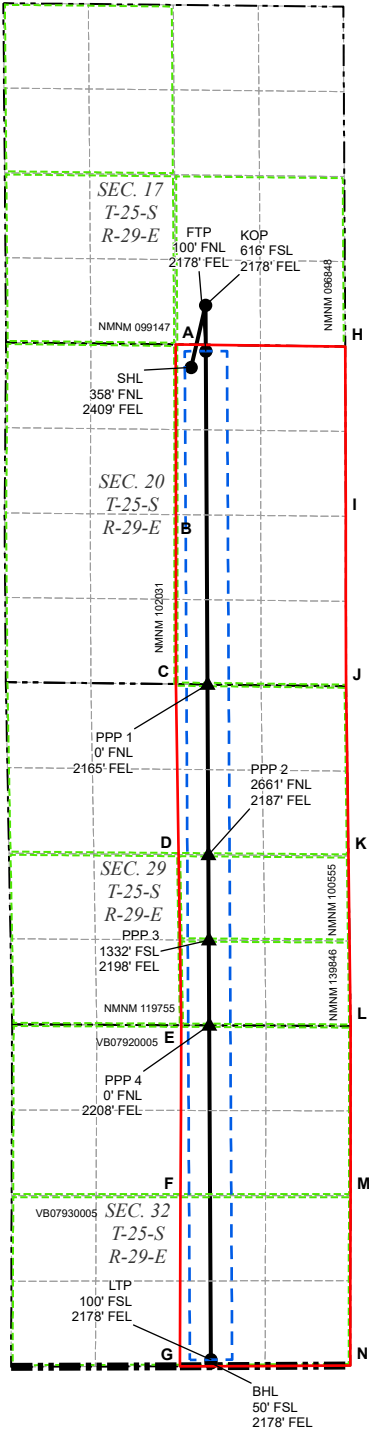 SEC. 17
T-25-S
R-29-E
FTP
100' FNL
2178' FEL
KOP
616' FSL
2178' FEL
NMNM 096848
NMNM 099147
A
H
SHL
358' FNL
2409' FEL
SEC. 20
T-25-S
R-29-E
B
I
NMNM 102031
C
J
PPP 1
0' FNL
2165' FEL
PPP 2
2661' FNL
2187' FEL
D
K
SEC. 29
T-25-S
R-29-E
NMNM 100555
PPP 3
1332' FSL
2198' FEL
NMNM 139846
NMNM 119755
L
E
VB07920005
PPP 4
0' FNL
2208' FEL
F
M
VB07930005
SEC. 32
T-25-S
R-29-E
LTP
100' FSL
2178' FEL
G
N
BHL
50' FSL
2178' FEL